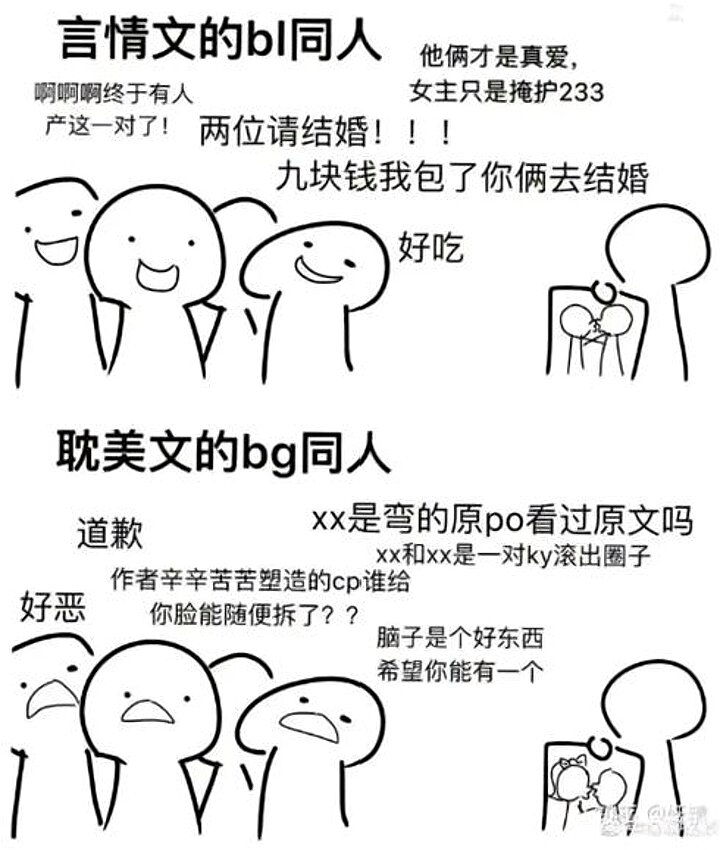 言情文的bl同人
他俩才是真爱，
女主只是掩护233
啊啊啊终于有人
产这一对了！
两位请结婚！！！
九块钱我包了你俩去结婚
好吃
耽美文的bg同人
道歉
xx是弯的原po看过原文吗
xx和xx是一对ky滚出圈子
作者辛辛苦苦塑造的cp谁给
你脸能随便拆了？？
好恶
脑子是个好东西
希望你能有一个